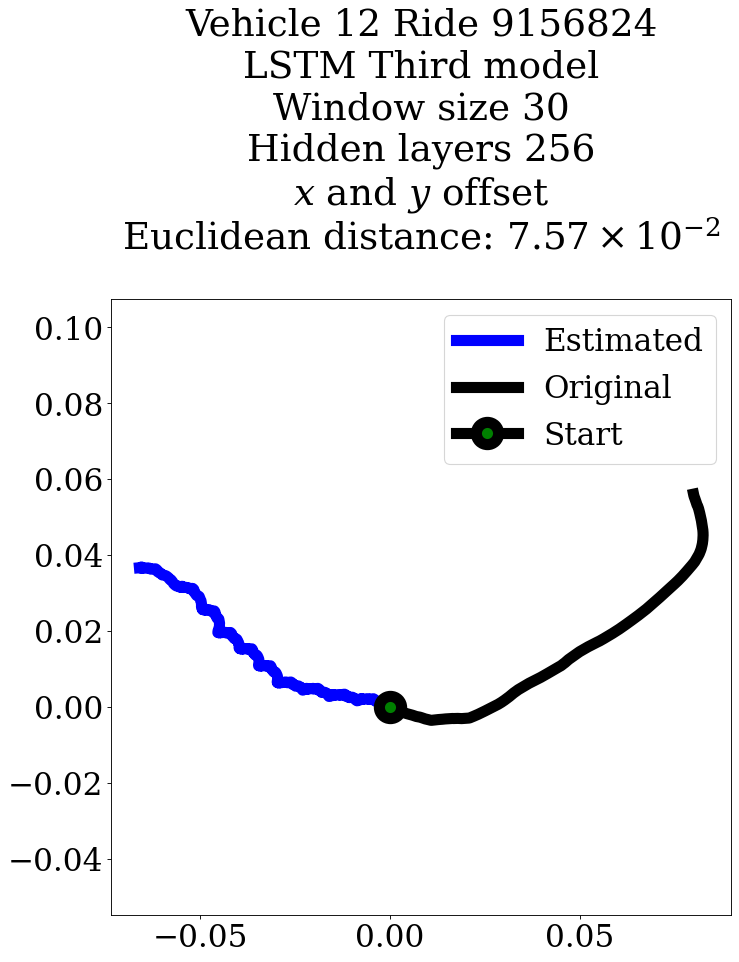 Vehicle 12 Ride 9156824
LSTM Third model
Window size 30
Hidden layers 256
x and y offset
Euclidean distance: 7.57 × 10⁻²
Estimated
Original
Start
0.10
0.08
0.06
0.04
0.02
0.00
−0.02
−0.04
−0.05 0.00 0.05